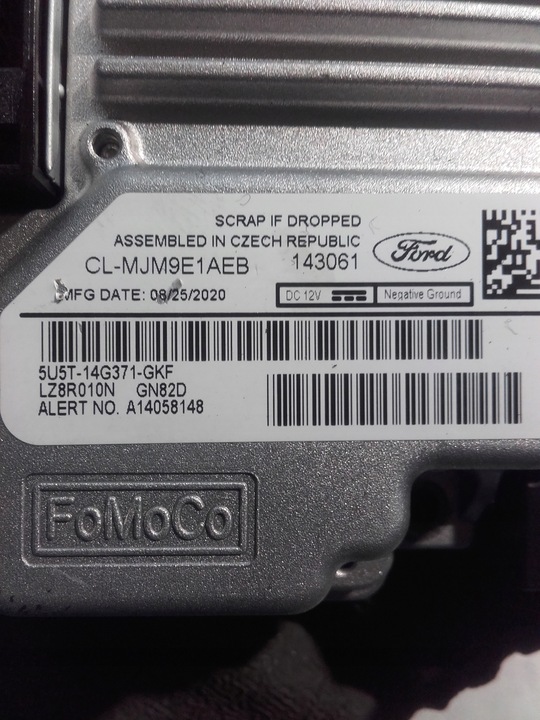 SCRAP IF DROPPED
ASSEMBLED IN CZECH REPUBLIC
CL-MJM9E1AEB 143061
Ford
MFG DATE: 08/25/2020
DC 12V
Negative Ground
5U5T-14G371-GKF
LZ8R010N GN82D
ALERT NO. A14058148
FoMoCo